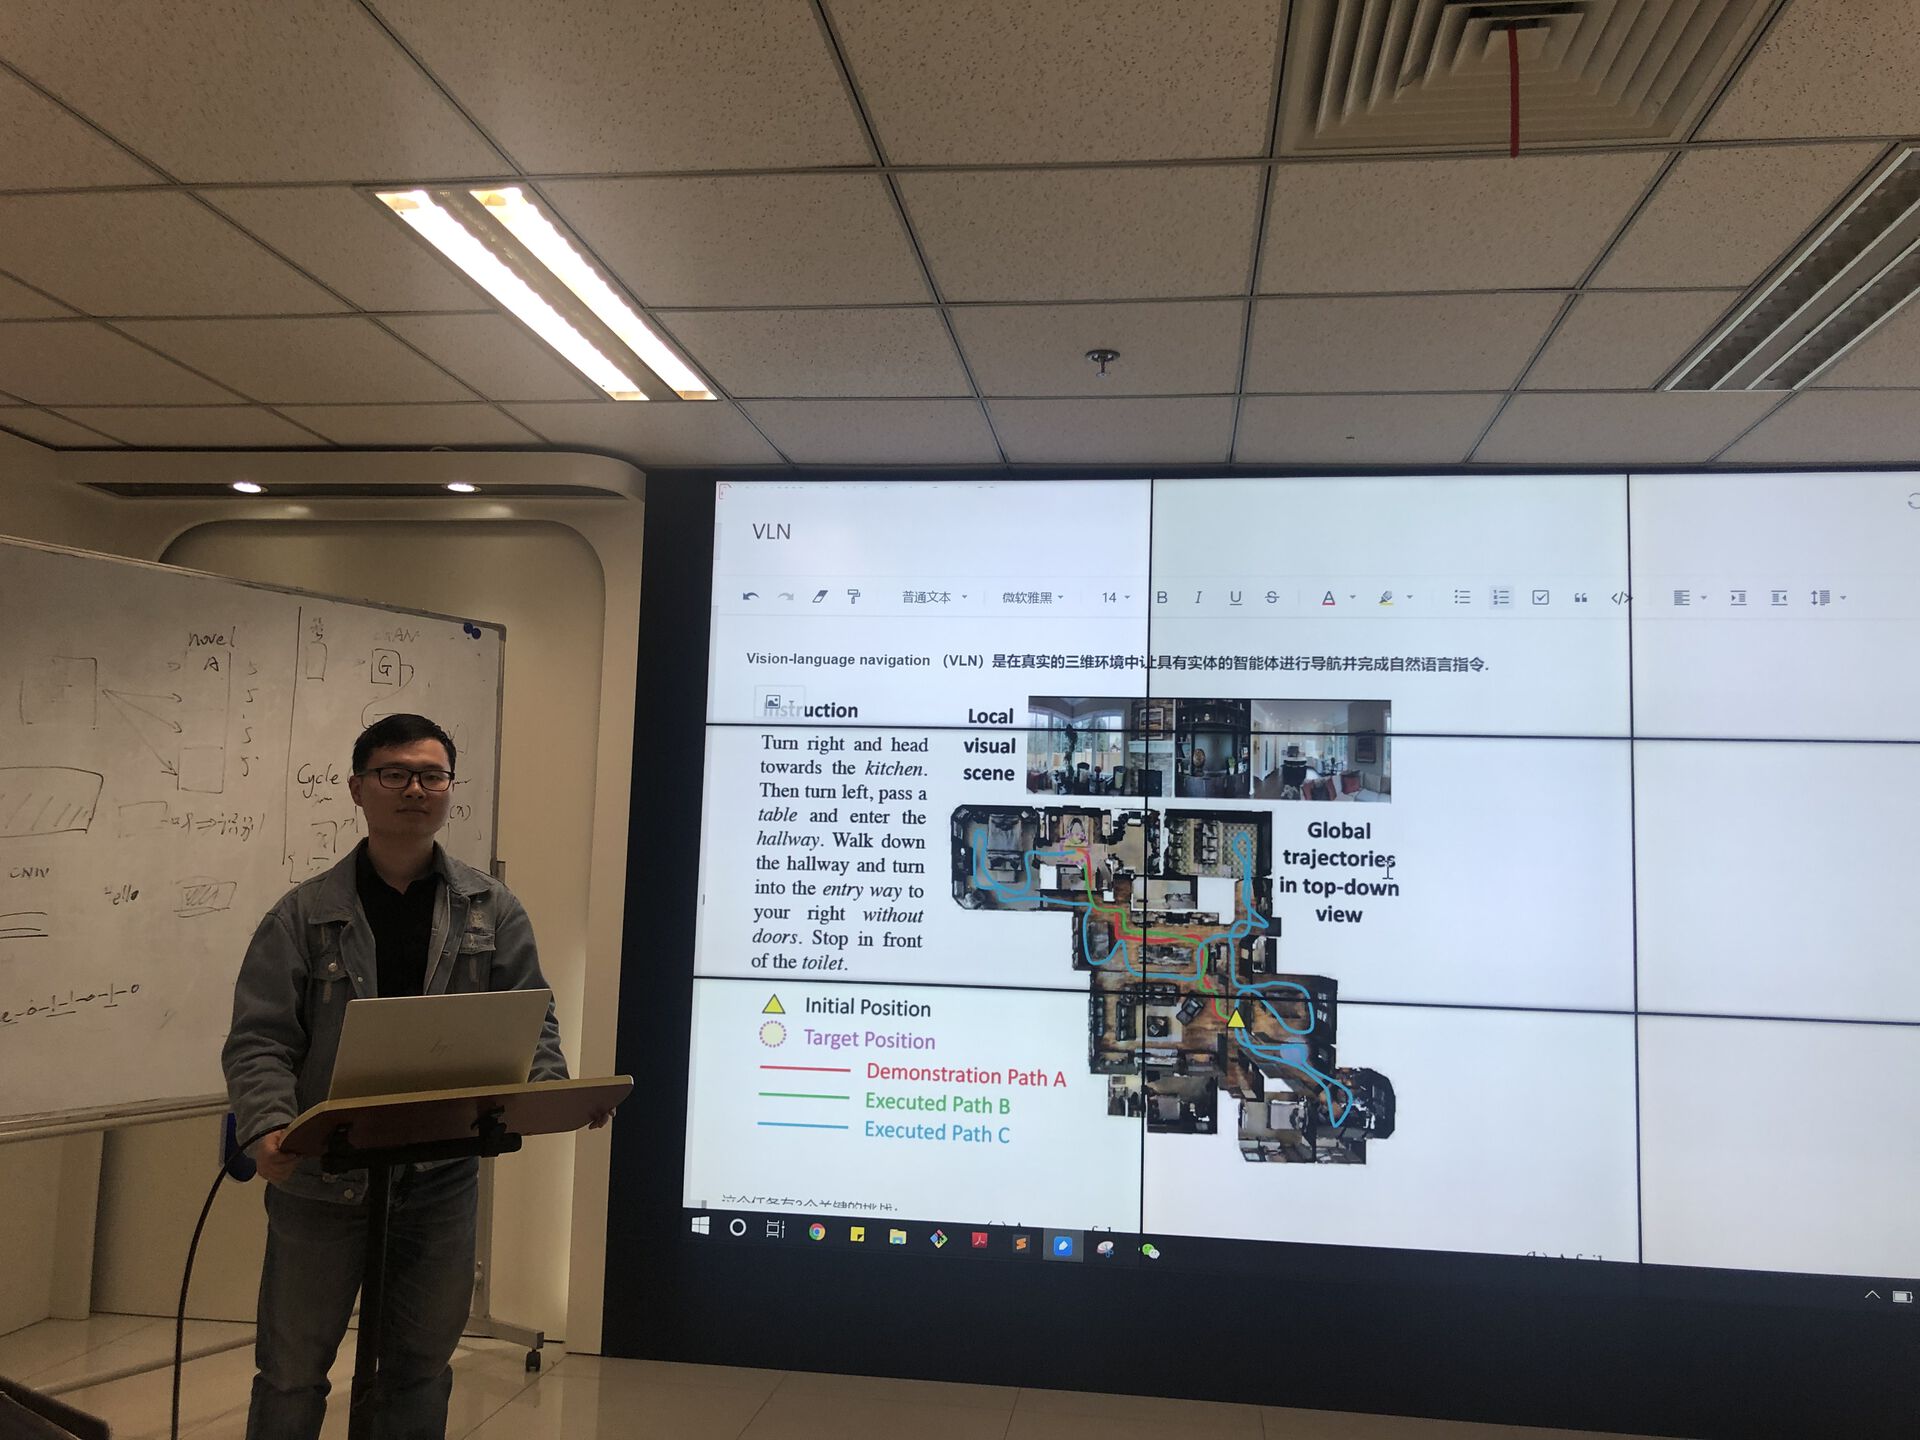 VLN
普通文本
微软雅黑
14
B I U S A
Vision-language navigation （VLN）是在真实的三维环境中让具有实体的智能体进行导航并完成自然语言指令.
Instruction
Turn right and head
towards the kitchen.
Then turn left, pass a
table and enter the
hallway. Walk down
the hallway and turn
into the entry way to
your right without
doors. Stop in front
of the toilet.
Local
visual
scene
Global
trajectories
in top-down
view
Initial Position
Target Position
Demonstration Path A
Executed Path B
Executed Path C
novel
A
5
5
5
5
G
Cycle
CNN
hp